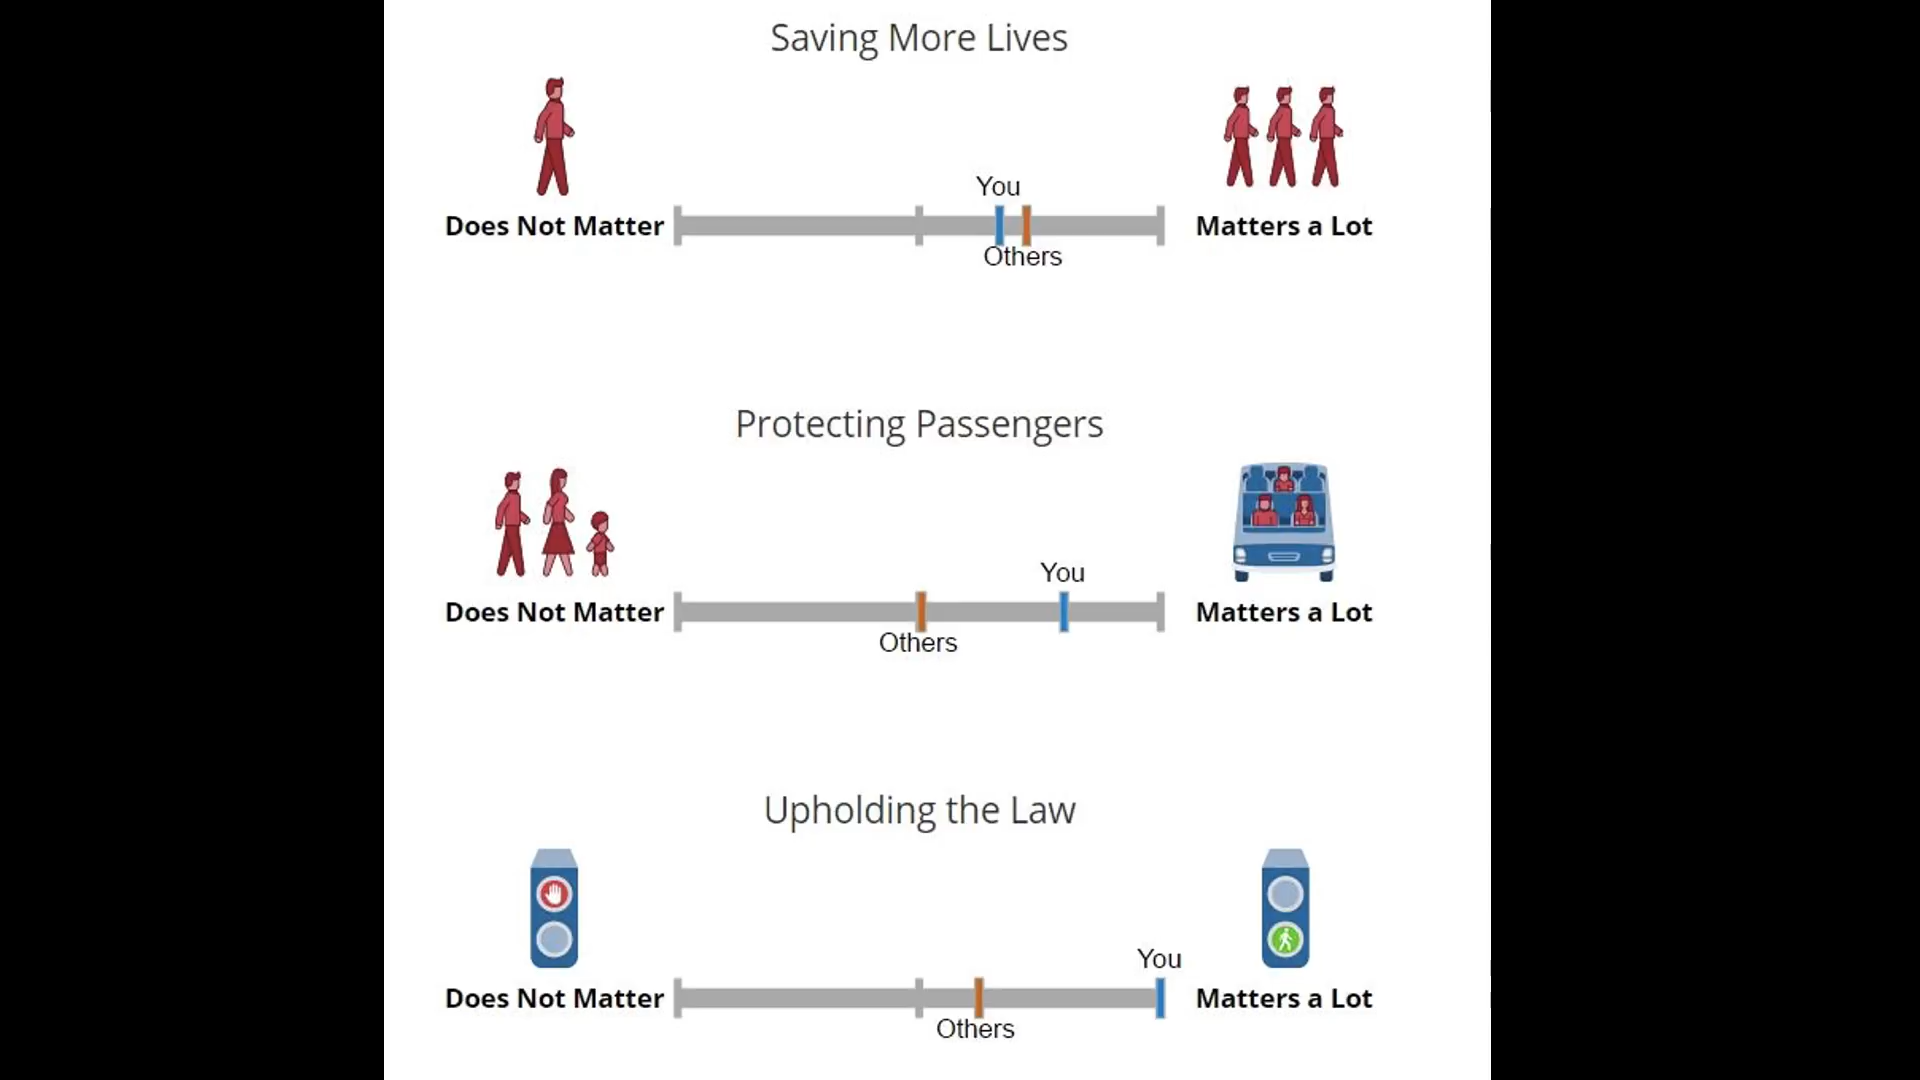 Saving More Lives
You
Does Not Matter
Matters a Lot
Others
Protecting Passengers
You
Does Not Matter
Matters a Lot
Others
Upholding the Law
You
Does Not Matter
Matters a Lot
Others